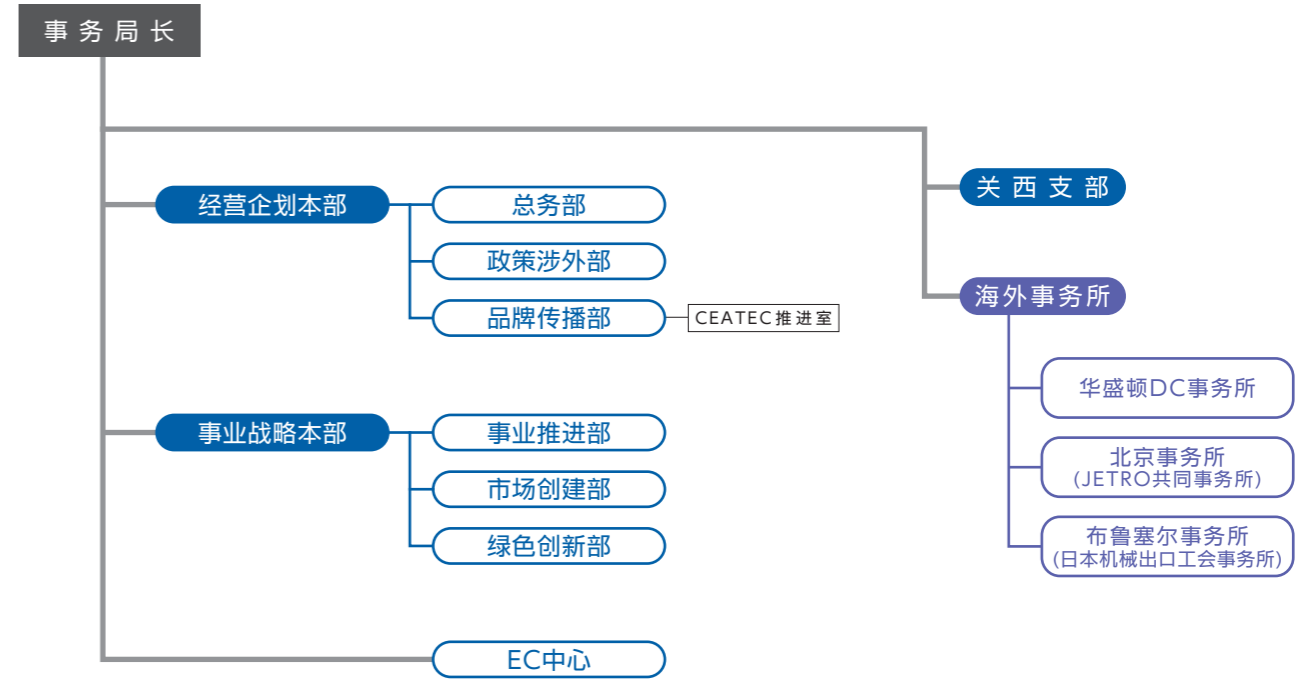 事务局长
关西支部
经营企划本部
总务部
政策涉外部
品牌传播部
CEATEC推进室
海外事务所
华盛顿DC事务所
北京事务所
(JETRO共同事务所)
布鲁塞尔事务所
(日本机械出口工会事务所)
事业战略本部
事业推进部
市场创建部
绿色创新部
EC中心